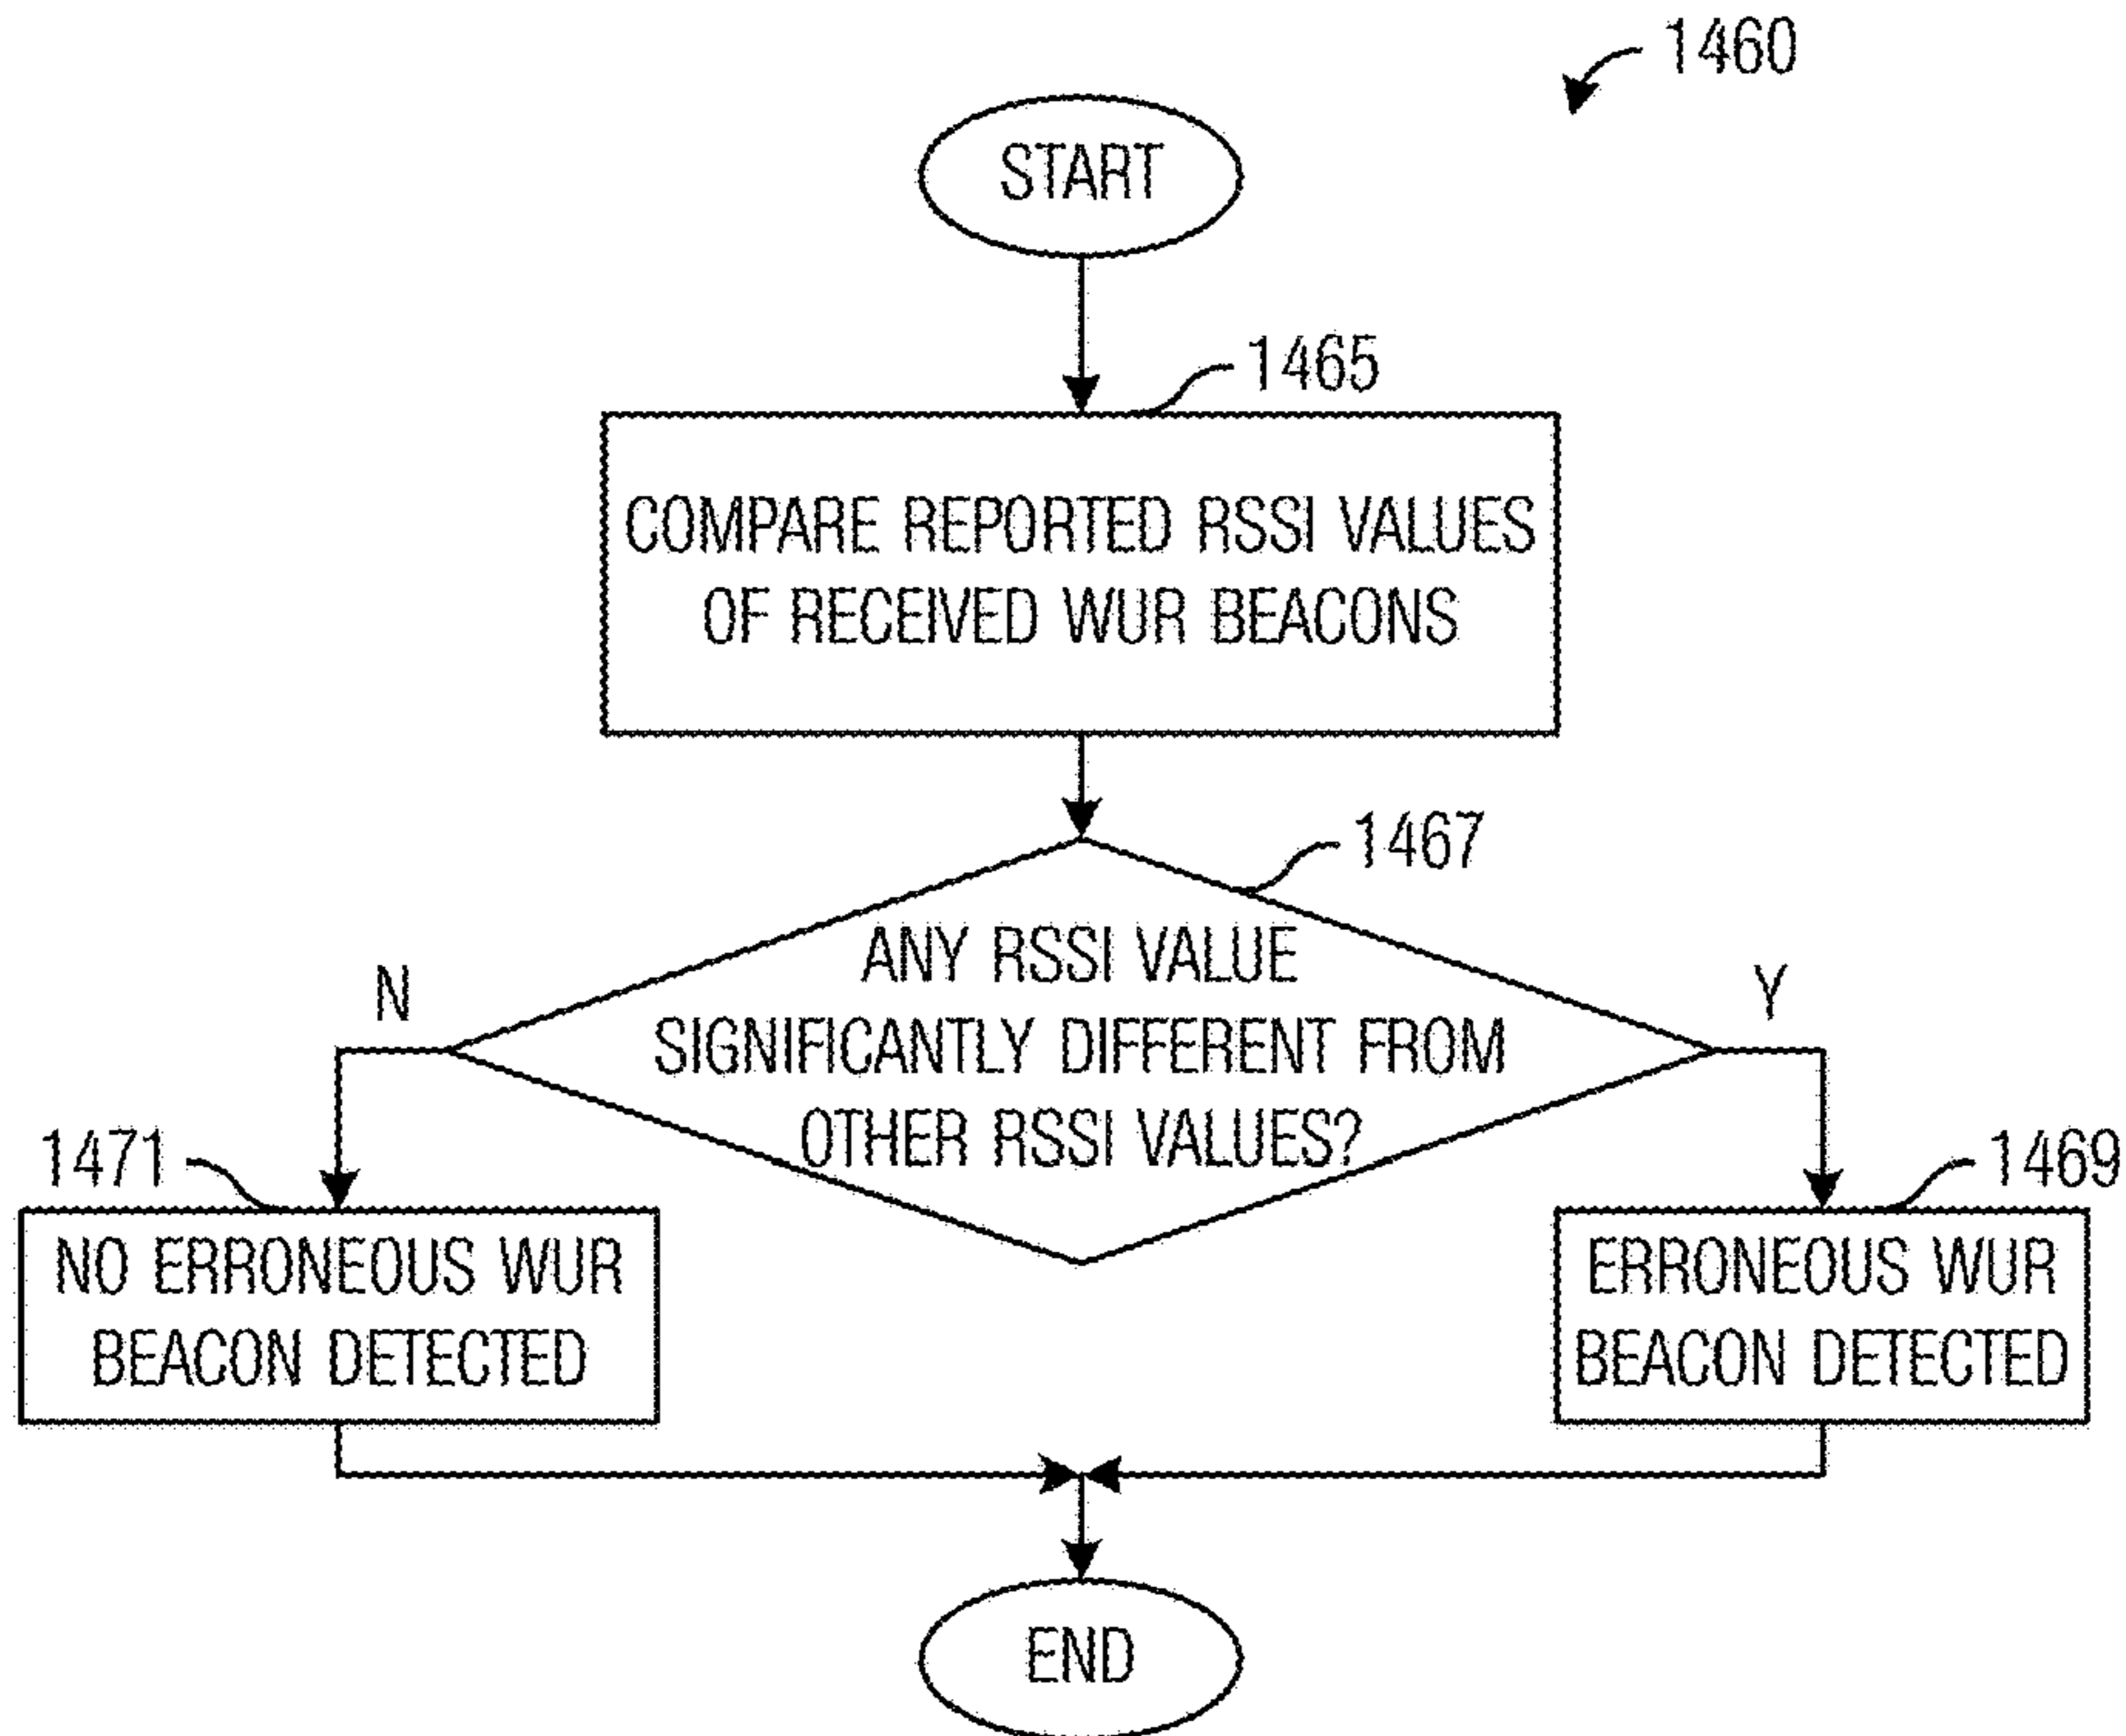 1460
START
1465
COMPARE REPORTED RSSI VALUES
OF RECEIVED WUR BEACONS
1467
ANY RSSI VALUE
SIGNIFICANTLY DIFFERENT FROM
OTHER RSSI VALUES?
N
Y
1471
NO ERRONEOUS WUR
BEACON DETECTED
1469
ERRONEOUS WUR
BEACON DETECTED
END